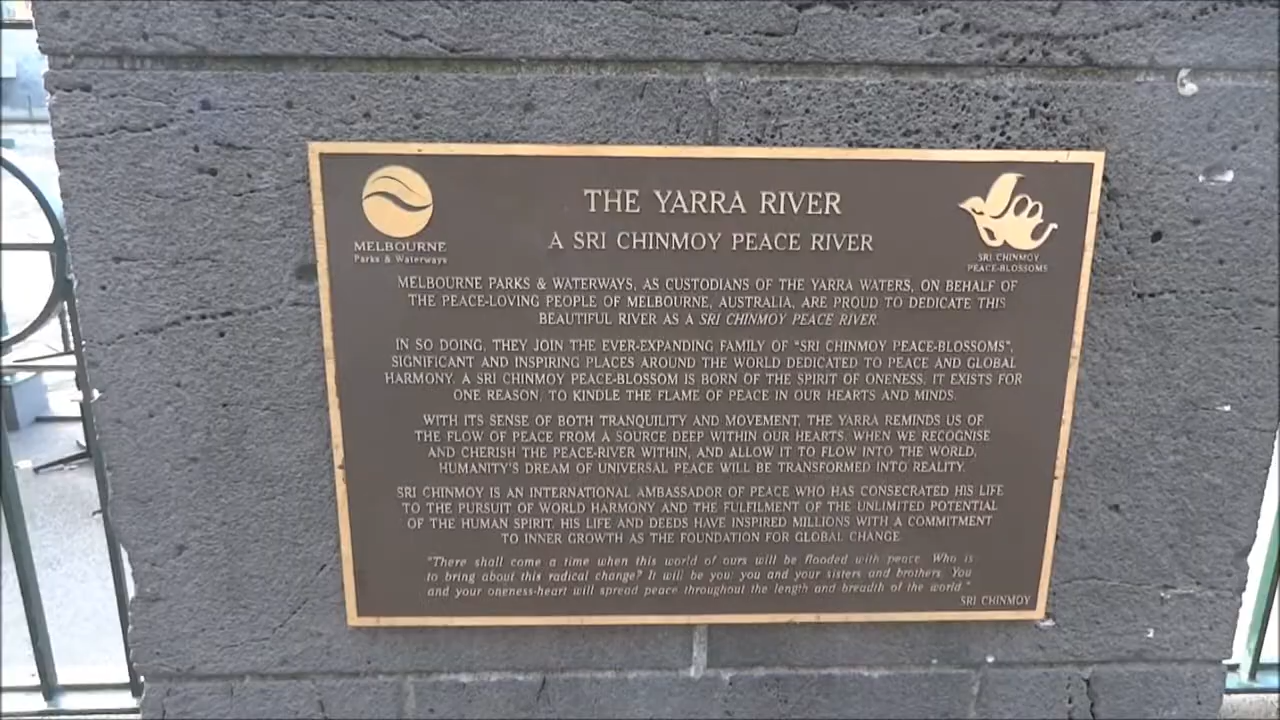 MELBOURNE
Parks & Waterways
THE YARRA RIVER
A SRI CHINMOY PEACE RIVER
SRI CHINMOY
PEACE-BLOSSOMS
MELBOURNE PARKS & WATERWAYS, AS CUSTODIANS OF THE YARRA WATERS, ON BEHALF OF
THE PEACE-LOVING PEOPLE OF MELBOURNE, AUSTRALIA, ARE PROUD TO DEDICATE THIS
BEAUTIFUL RIVER AS A SRI CHINMOY PEACE RIVER.
IN SO DOING, THEY JOIN THE EVER-EXPANDING FAMILY OF "SRI CHINMOY PEACE-BLOSSOMS",
SIGNIFICANT AND INSPIRING PLACES AROUND THE WORLD DEDICATED TO PEACE AND GLOBAL
HARMONY. A SRI CHINMOY PEACE-BLOSSOM IS BORN OF THE SPIRIT OF ONENESS. IT EXISTS FOR
ONE REASON, TO KINDLE THE FLAME OF PEACE IN OUR HEARTS AND MINDS.
WITH ITS SENSE OF BOTH TRANQUILITY AND MOVEMENT, THE YARRA REMINDS US OF
THE FLOW OF PEACE FROM A SOURCE DEEP WITHIN OUR HEARTS. WHEN WE RECOGNISE
AND CHERISH THE PEACE-RIVER WITHIN, AND ALLOW IT TO FLOW INTO THE WORLD,
HUMANITY'S DREAM OF UNIVERSAL PEACE WILL BE TRANSFORMED INTO REALITY.
SRI CHINMOY IS AN INTERNATIONAL AMBASSADOR OF PEACE WHO HAS CONSECRATED HIS LIFE
TO THE PURSUIT OF WORLD HARMONY AND THE FULFILMENT OF THE UNLIMITED POTENTIAL
OF THE HUMAN SPIRIT. HIS LIFE AND DEEDS HAVE INSPIRED MILLIONS WITH A COMMITMENT
TO INNER GROWTH AS THE FOUNDATION FOR GLOBAL CHANGE.
"There shall come a time when this world of ours will be flooded with peace. Who is
to bring about this radical change? It will be you: you and your sisters and brothers. You
and your oneness-heart will spread peace throughout the length and breadth of the world."
SRI CHINMOY